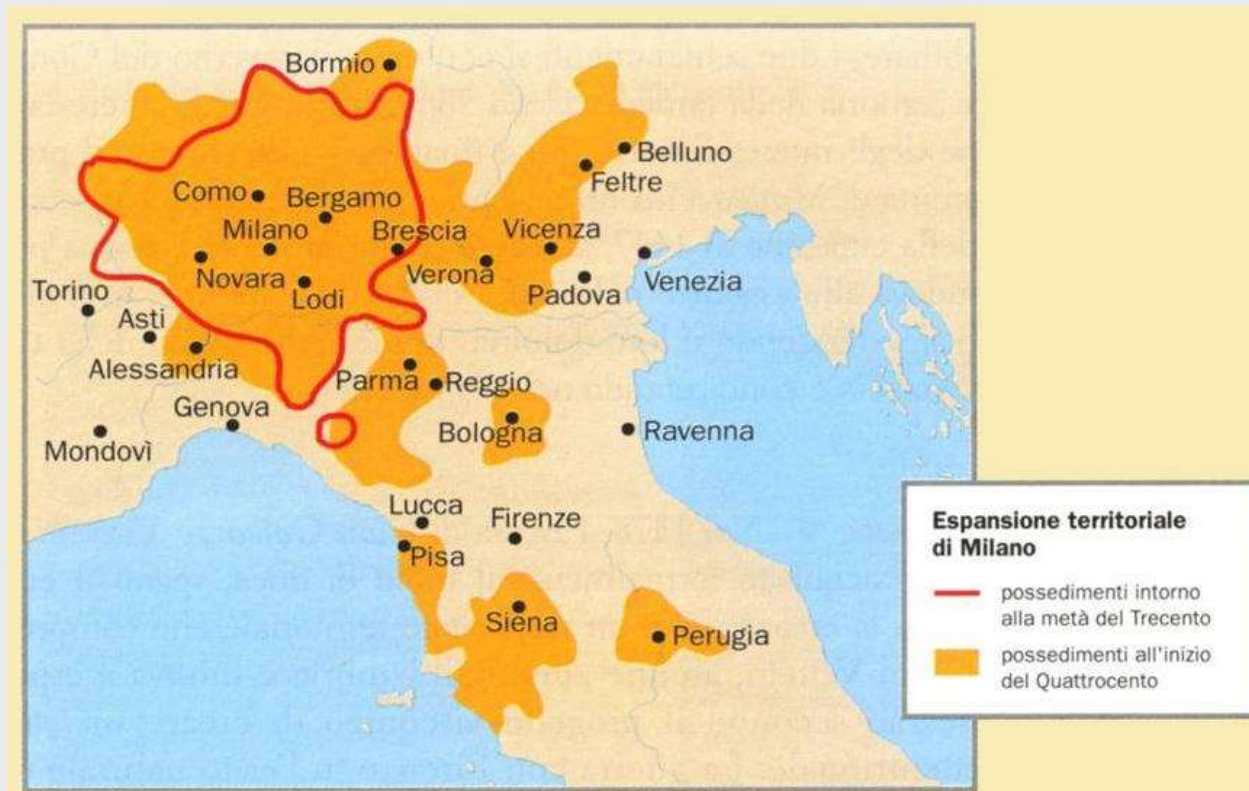 Bormio
Belluno
Feltre
Como
Bergamo
Milano
Brescia
Vicenza
Novara
Verona
Venezia
Lodi
Padova
Torino
Asti
Alessandria
Parma
Reggio
Genova
Bologna
Ravenna
Mondovì
Lucca
Firenze
Pisa
Siena
Perugia
Espansione territoriale
di Milano
possedimenti intorno
alla metà del Trecento
possedimenti all'inizio
del Quattrocento